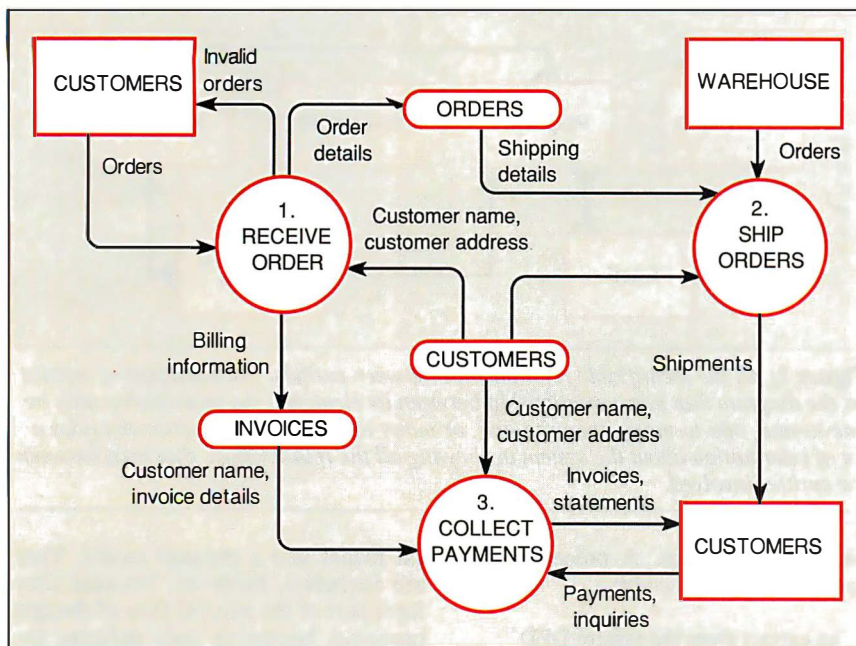 CUSTOMERS
Invalid
orders
Orders
Order
details
ORDERS
Shipping
details
WAREHOUSE
Orders
1.
RECEIVE
ORDER
Customer name,
customer address
2.
SHIP
ORDERS
Billing
information
CUSTOMERS
Shipments
INVOICES
Customer name,
customer address
Customer name,
invoice details
3.
COLLECT
PAYMENTS
Invoices,
statements
CUSTOMERS
Payments,
inquiries